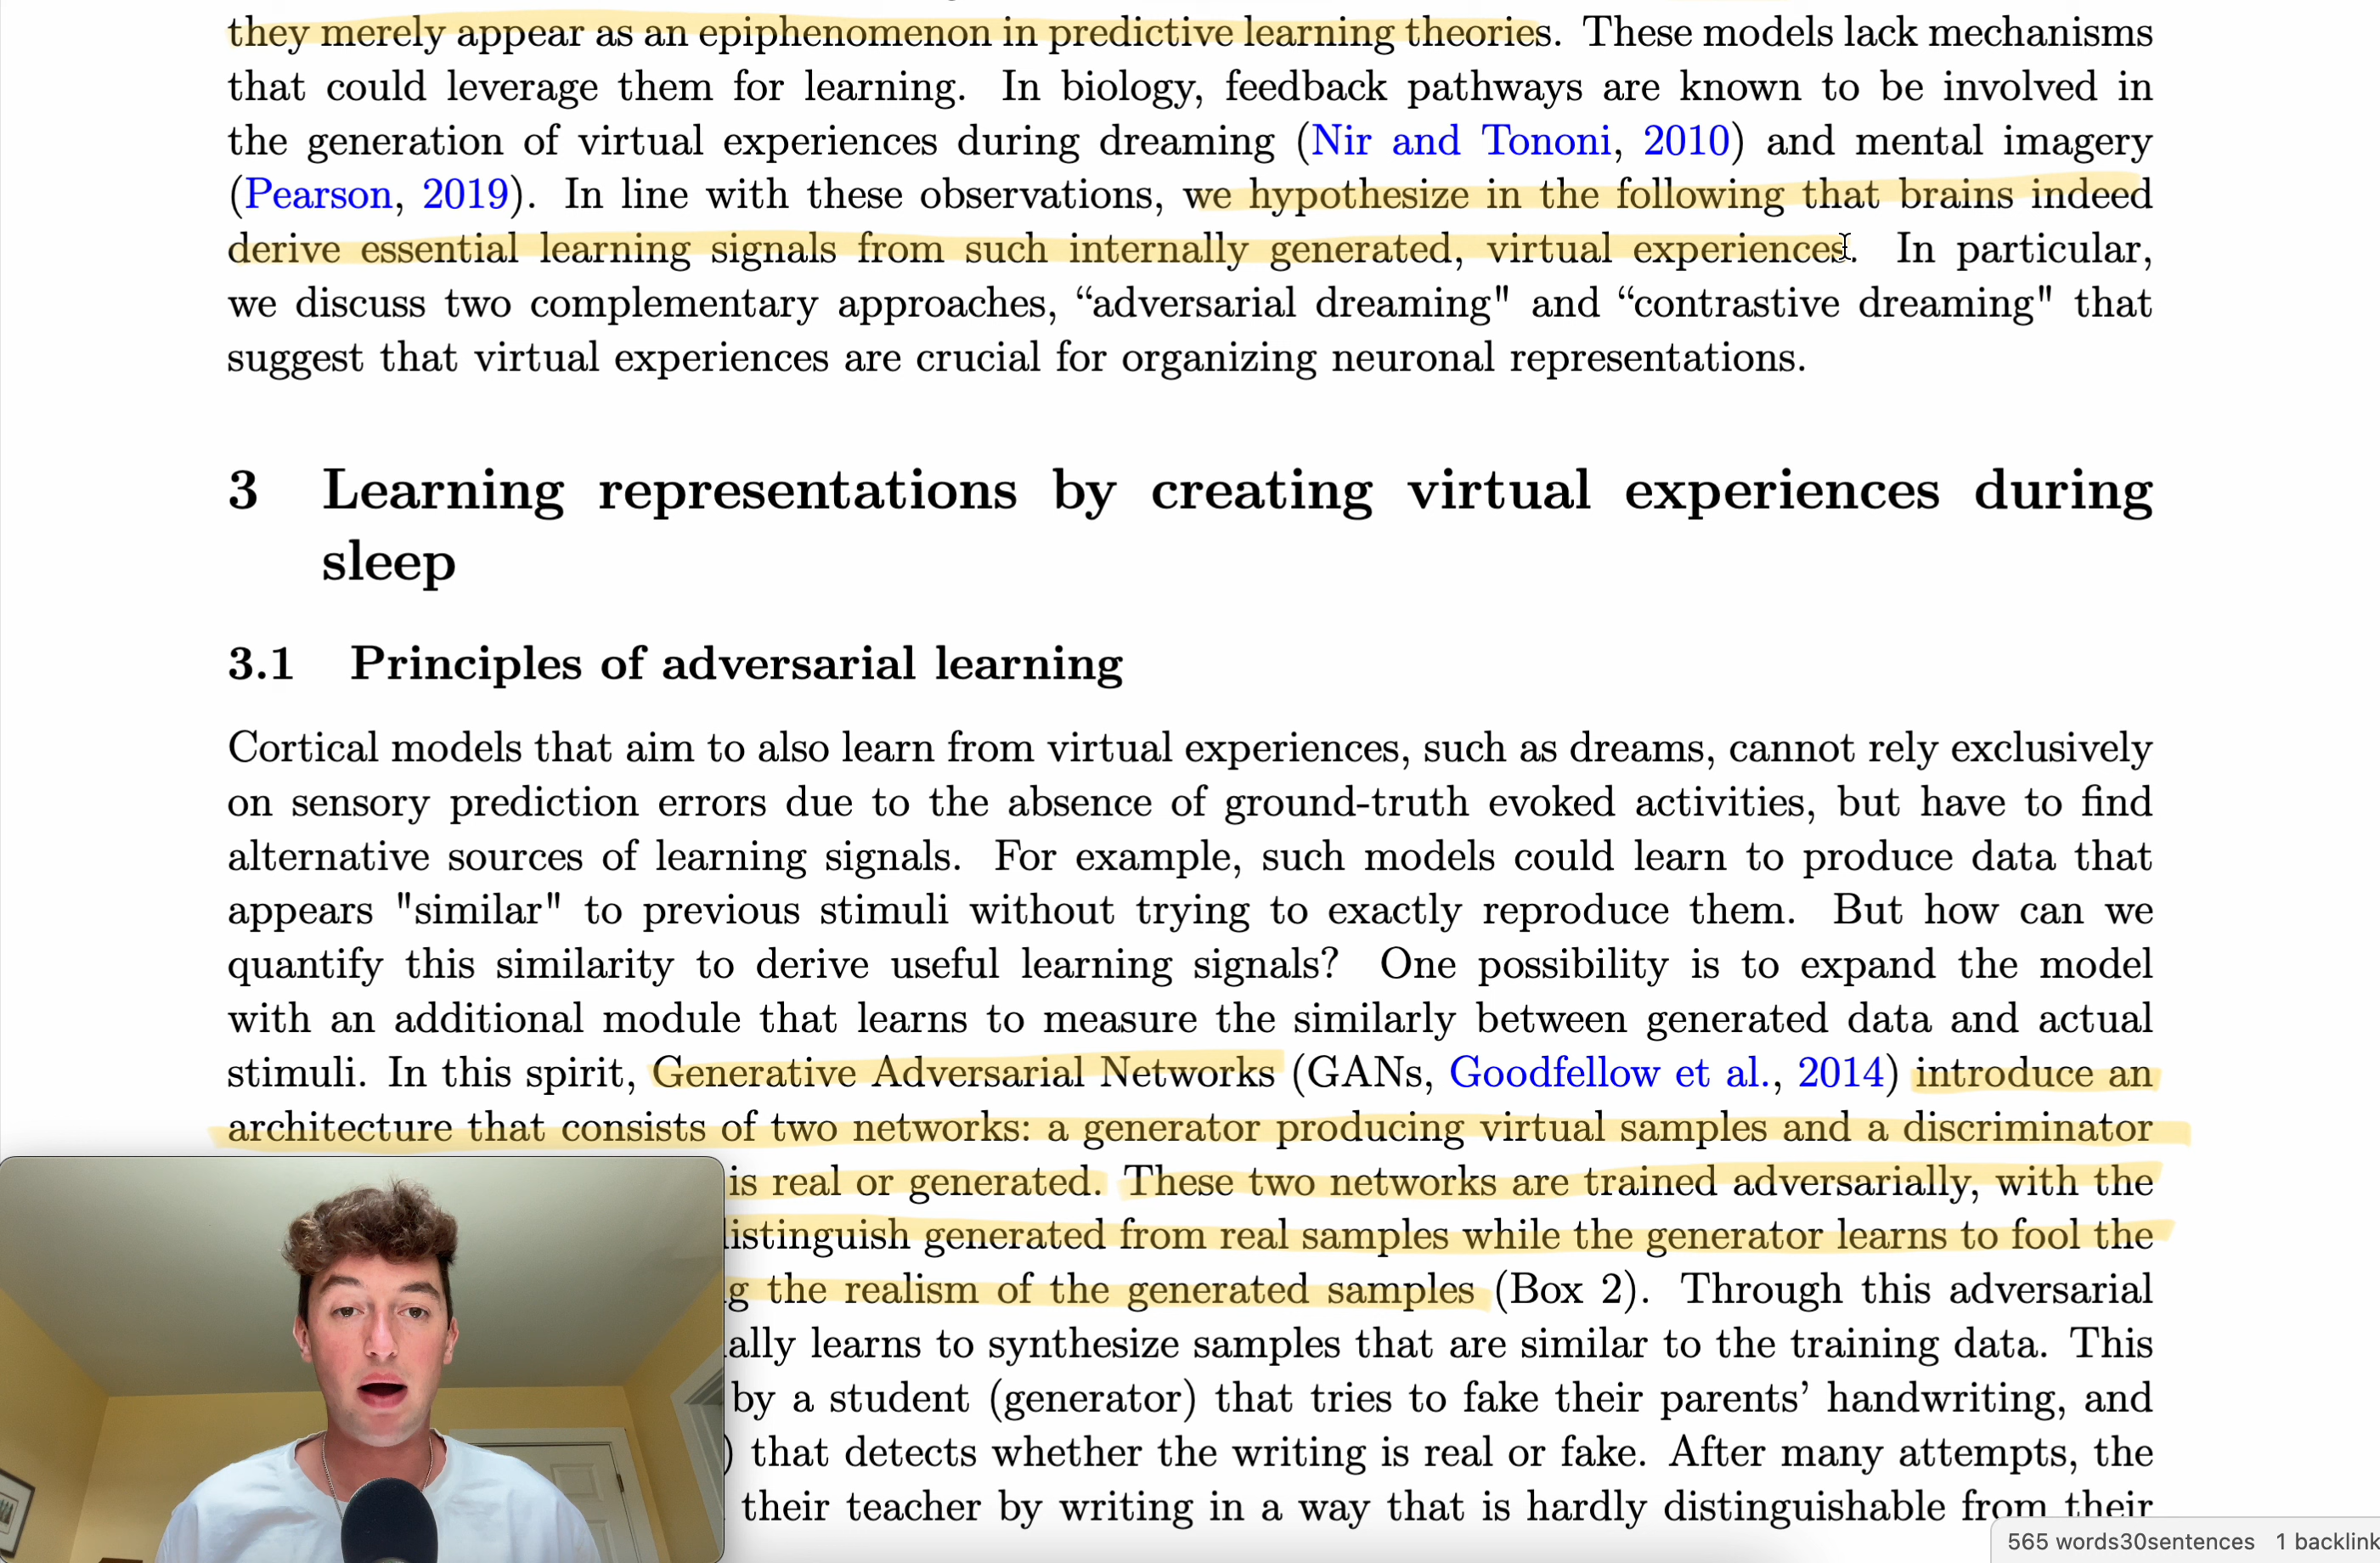 they merely appear as an epiphenomenon in predictive learning theories. These models lack mechanisms
that could leverage them for learning. In biology, feedback pathways are known to be involved in
the generation of virtual experiences during dreaming (Nir and Tononi, 2010) and mental imagery
(Pearson, 2019). In line with these observations, we hypothesize in the following that brains indeed
derive essential learning signals from such internally generated, virtual experiences. In particular,
we discuss two complementary approaches, “adversarial dreaming" and “contrastive dreaming" that
suggest that virtual experiences are crucial for organizing neuronal representations.
3 Learning representations by creating virtual experiences during
sleep
3.1 Principles of adversarial learning
Cortical models that aim to also learn from virtual experiences, such as dreams, cannot rely exclusively
on sensory prediction errors due to the absence of ground-truth evoked activities, but have to find
alternative sources of learning signals. For example, such models could learn to produce data that
appears "similar" to previous stimuli without trying to exactly reproduce them. But how can we
quantify this similarity to derive useful learning signals? One possibility is to expand the model
with an additional module that learns to measure the similarly between generated data and actual
stimuli. In this spirit, Generative Adversarial Networks (GANs, Goodfellow et al., 2014) introduce an
architecture that consists of two networks: a generator producing virtual samples and a discriminator
is real or generated. These two networks are trained adversarially, with the
istinguish generated from real samples while the generator learns to fool the
g the realism of the generated samples (Box 2). Through this adversarial
ally learns to synthesize samples that are similar to the training data. This
by a student (generator) that tries to fake their parents’ handwriting, and
) that detects whether the writing is real or fake. After many attempts, the
their teacher by writing in a way that is hardly distinguishable from their
565 words30sentences 1 backlink